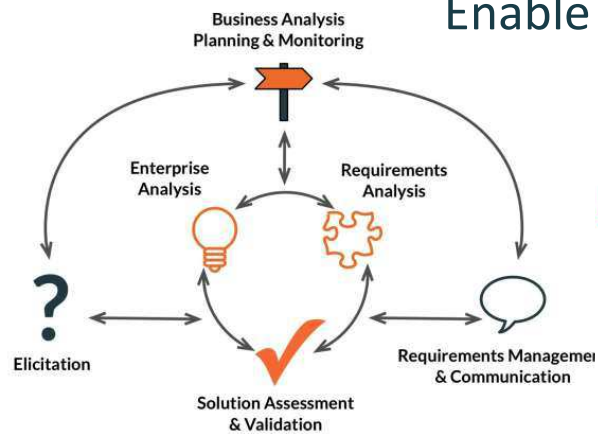 Enable
Business Analysis
Planning & Monitoring
Enterprise
Analysis
Requirements
Analysis
?
Elicitation
Requirements Managemen
& Communication
Solution Assessment
& Validation